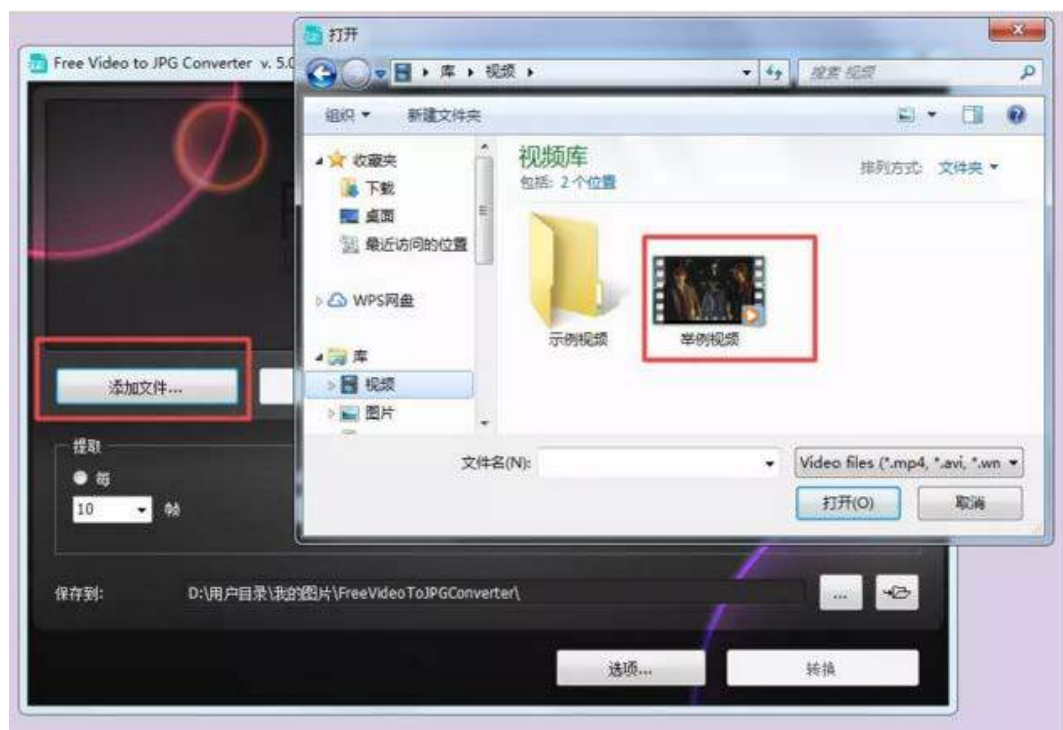 打开
Free Video to JPG Converter v. 5.0
库 视频
搜索 视频
组织 新建文件夹
收藏夹
下载
桌面
最近访问的位置
WPS网盘
库
视频
图片
视频库
包括: 2 个位置
排列方式: 文件夹
示例视频
举例视频
添加文件...
文件名(N):
Video files (*.mp4, *.avi, *.wn
打开(O)
取消
提取
每
10 帧
保存到: D:\用户目录\我的图片\FreeVideoToJPGConverter\
...
选项...
转换